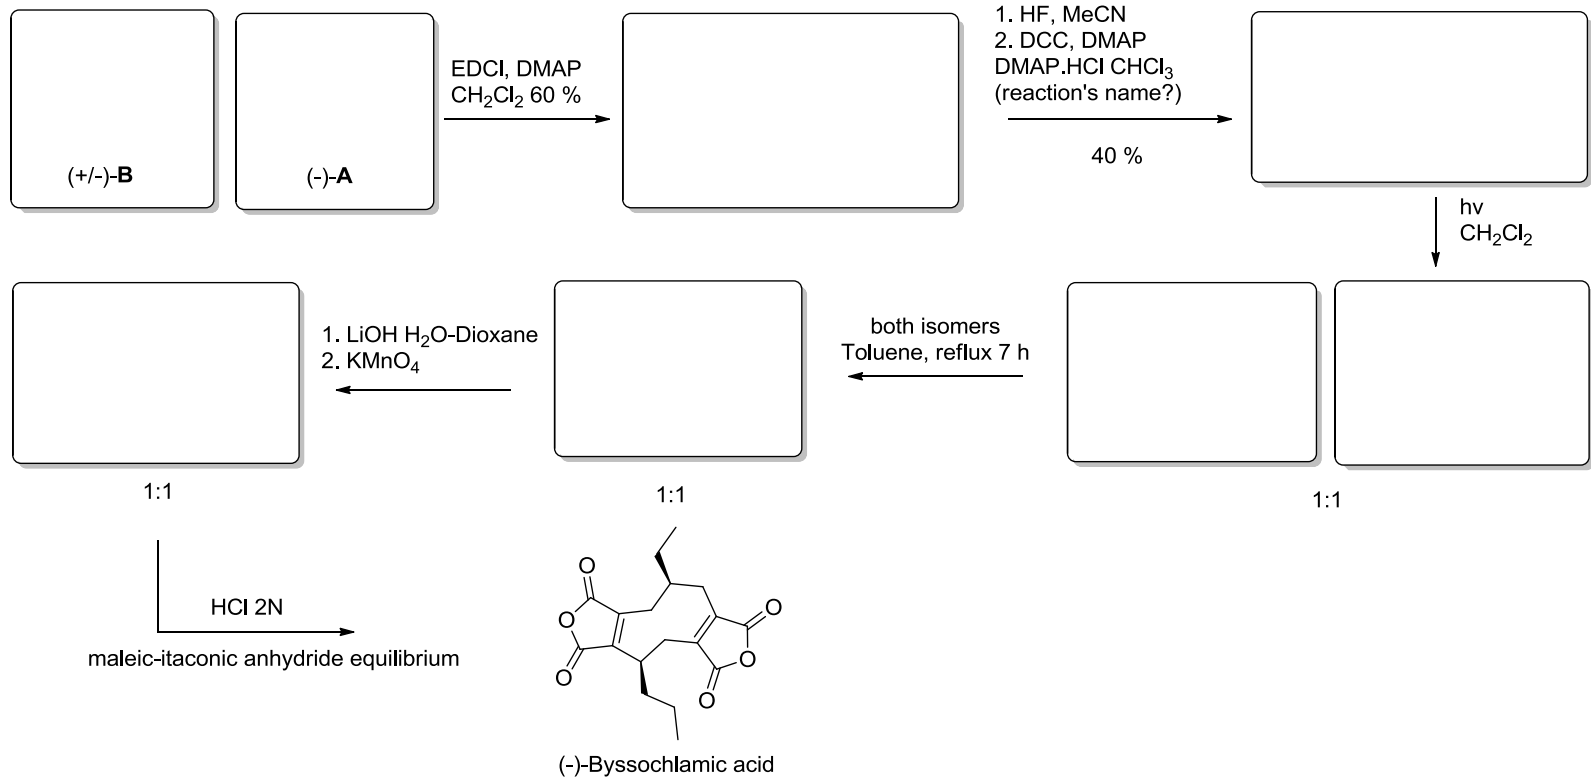 (+/-)-B
(-)-A
EDCI, DMAP
CH2Cl2 60 %
1. HF, MeCN
2. DCC, DMAP
DMAP.HCl CHCl3
(reaction's name?)
40 %
hv
CH2Cl2
1:1
both isomers
Toluene, reflux 7 h
1:1
1. LiOH H2O-Dioxane
2. KMnO4
1:1
HCl 2N
maleic-itaconic anhydride equilibrium
O
O
O
O
O
O
(-)-Byssochlamic acid